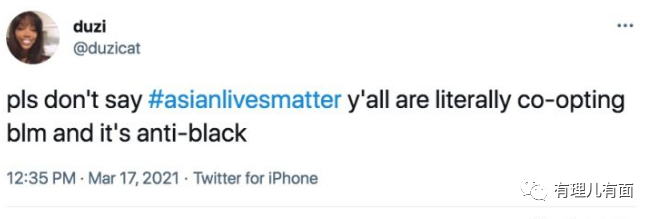 duzi
@duzicat
pls don't say #asianlivesmatter y'all are literally co-opting
blm and it's anti-black
12:35 PM · Mar 17, 2021 · Twitter for iPhone
有理儿有面